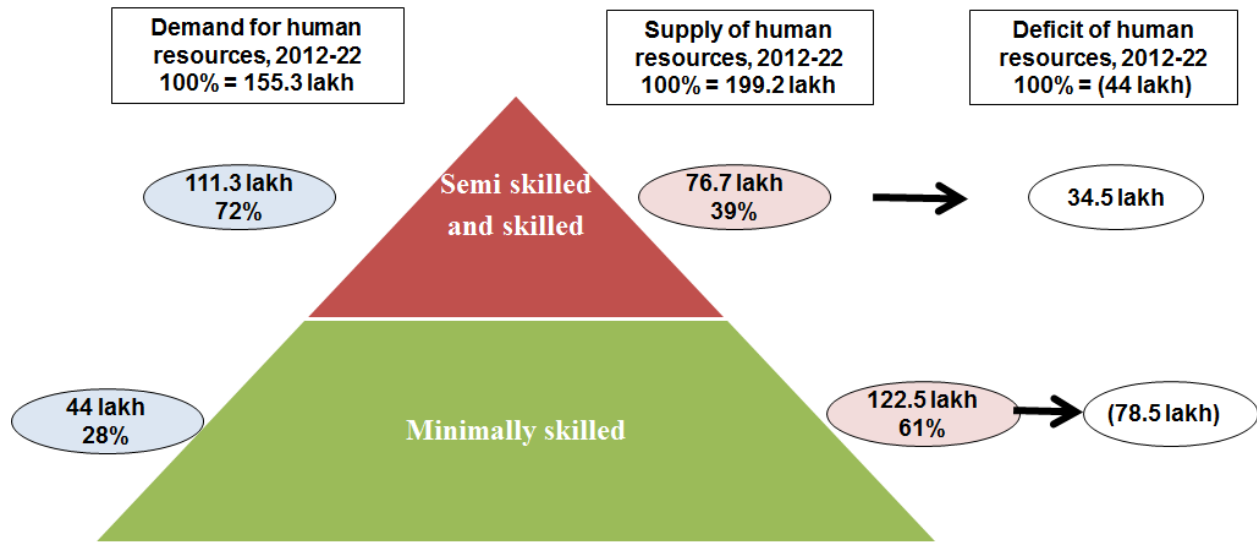 Demand for human
resources, 2012-22
100% = 155.3 lakh
Supply of human
resources, 2012-22
100% = 199.2 lakh
Deficit of human
resources, 2012-22
100% = (44 lakh)
111.3 lakh
72%
Semi skilled
and skilled
76.7 lakh
39%
34.5 lakh
44 lakh
28%
Minimally skilled
122.5 lakh
61%
(78.5 lakh)